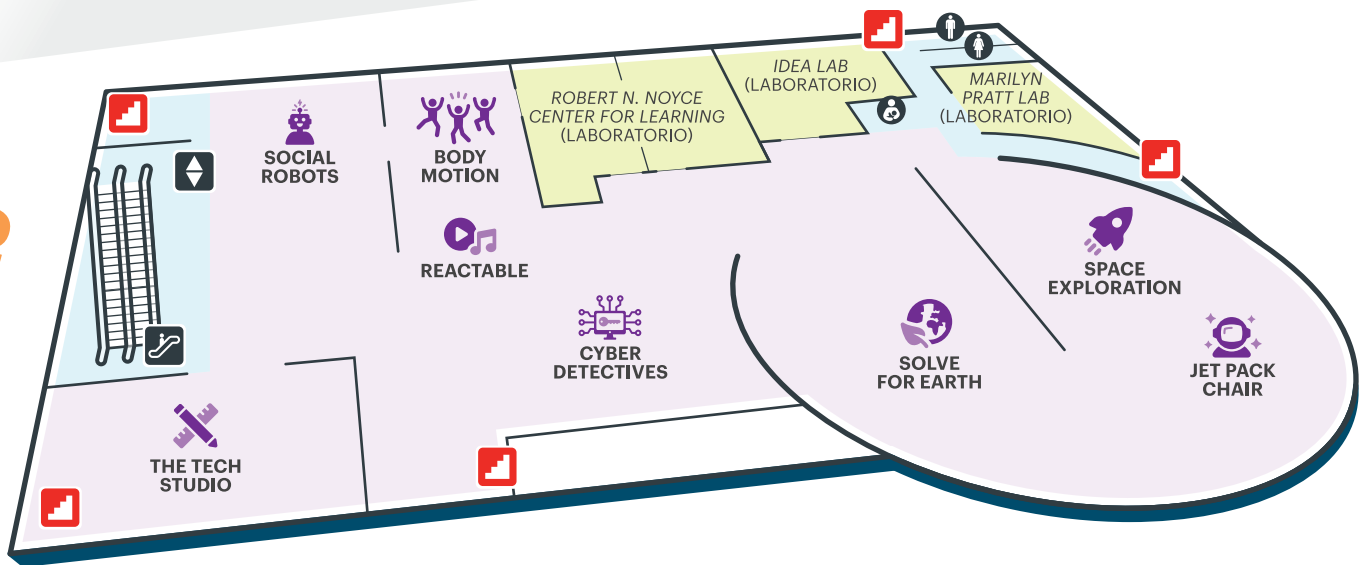 IDEA LAB
(LABORATORIO)
MARILYN
PRATT LAB
(LABORATORIO)
ROBERT N. NOYCE
CENTER FOR LEARNING
(LABORATORIO)
SOCIAL
ROBOTS
BODY
MOTION
REACTABLE
SPACE
EXPLORATION
CYBER
DETECTIVES
SOLVE
FOR EARTH
JET PACK
CHAIR
THE TECH
STUDIO